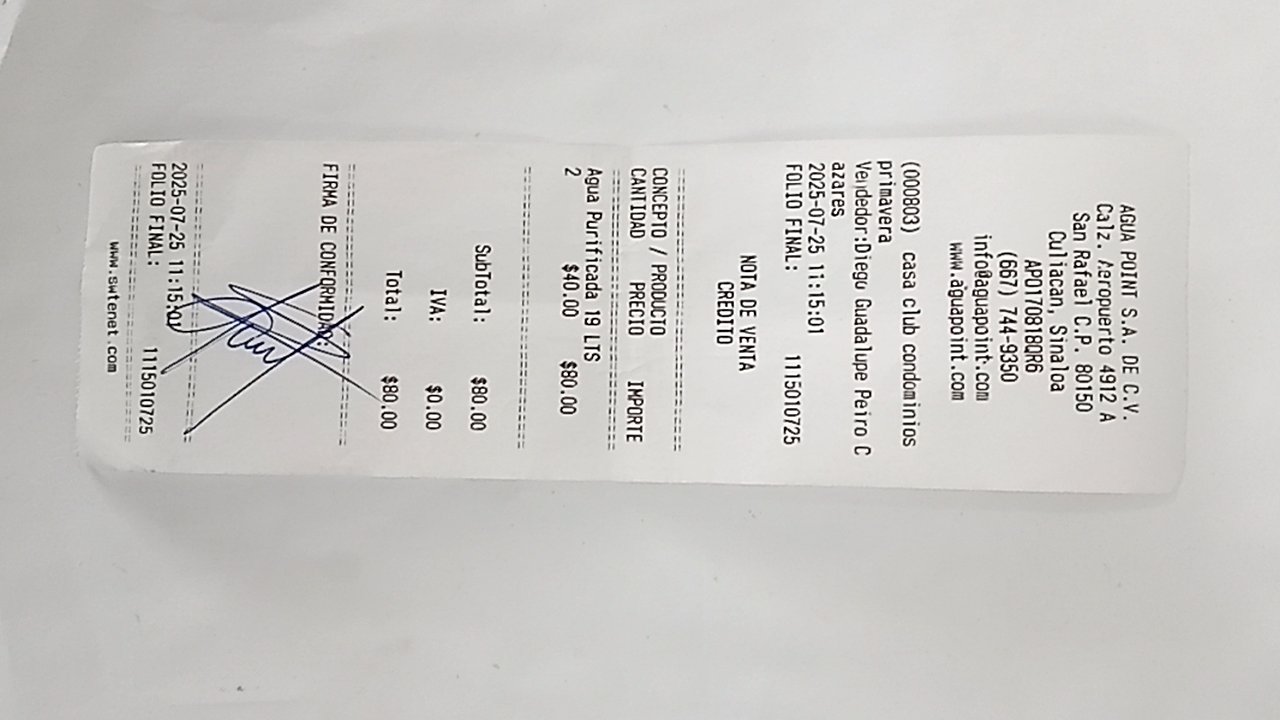 AGUA POINT S.A. DE C.V.
Calz. Aeropuerto 4912 A
San Rafael C.P. 80150
Culiacan, Sinaloa
APO170818QR6
(667) 744-9350
info@aguapoint.com
www.aguapoint.com
(000803) casa club condominios
primavera
Vendedor:Diego Guadalupe Peiro C
azares
2025-07-25 11:15:01
FOLIO FINAL: 1115010725
NOTA DE VENTA
CREDITO
CONCEPTO / PRODUCTO
CANTIDAD PRECIO IMPORTE
Agua Purificada 19 LTS
2 $40.00 $80.00
SubTotal: $80.00
IVA: $0.00
Total: $80.00
FIRMA DE CONFORMIDAD:
2025-07-25 11:15:01
FOLIO FINAL: 1115010725
www.swtenet.com